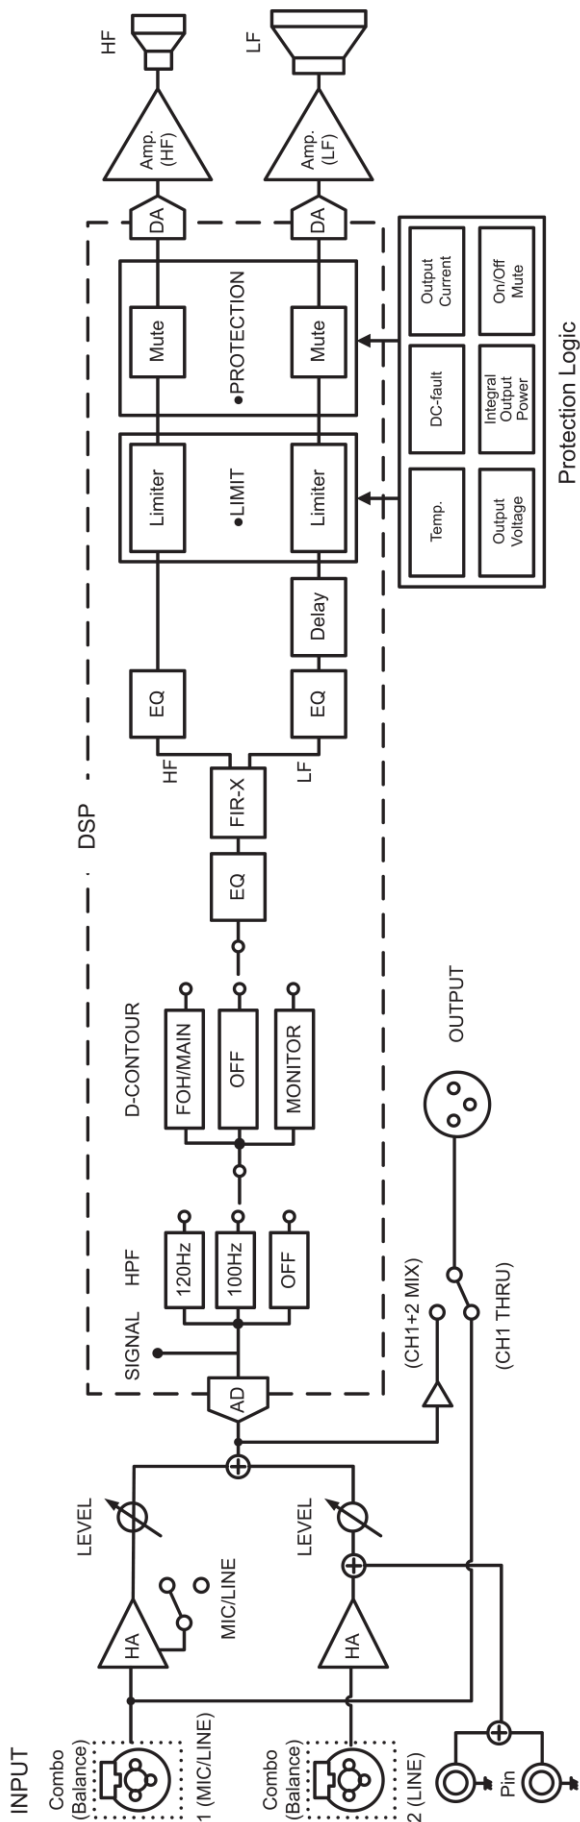 INPUT
Combo
(Balance)
1 (MIC/LINE)
Combo
(Balance)
2 (LINE)
Pin
HA
MIC/LINE
LEVEL
HA
LEVEL
AD
SIGNAL
HPF
120Hz
100Hz
OFF
D-CONTOUR
FOH/MAIN
OFF
MONITOR
(CH1+2 MIX)
(CH1 THRU)
OUTPUT
DSP
EQ
FIR-X
HF
LF
EQ
EQ
Delay
Limiter
•LIMIT
Limiter
Mute
•PROTECTION
Mute
DA
DA
Amp.
(HF)
Amp.
(LF)
HF
LF
Temp.
DC-fault
Output
Current
Output
Voltage
Integral
Output
Power
On/Off
Mute
Protection Logic